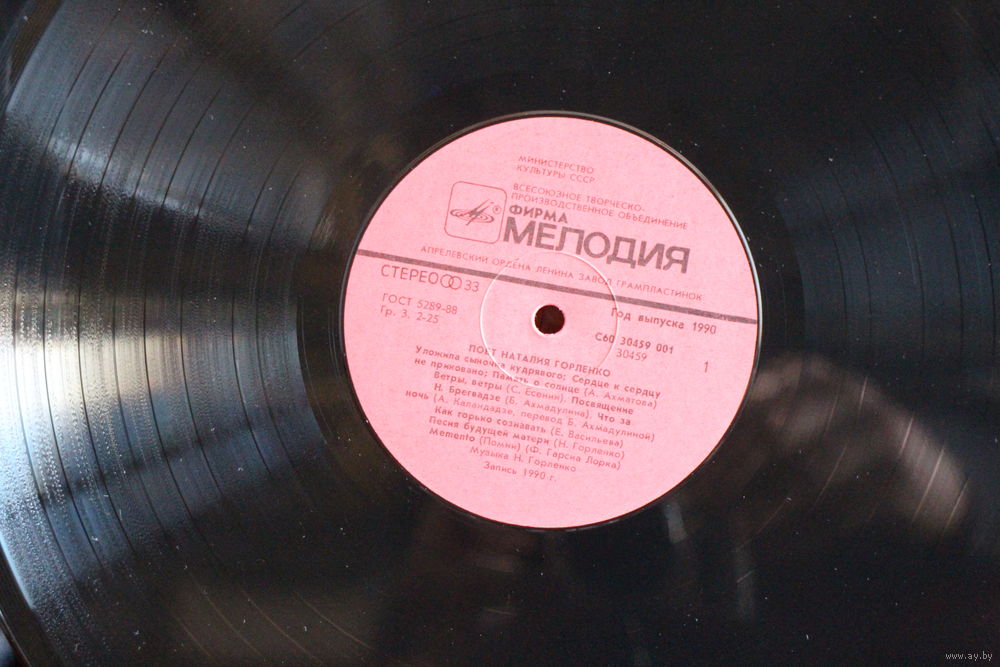 МИНИСТЕРСТВО
КУЛЬТУРЫ СССР
ВСЕСОЮЗНОЕ ТВОРЧЕСКО-
ПРОИЗВОДСТВЕННОЕ ОБЪЕДИНЕНИЕ
ФИРМА
®
МЕЛОДИЯ
АПРЕЛЕВСКИЙ ОРДЕНА ЛЕНИНА ЗАВОД ГРАМПЛАСТИНОК
СТЕРЕО 33
Год выпуска 1990
ГОСТ 5289-88
Гр. 3, 2-25
С60 30459 001
30459
1
ПОЕТ НАТАЛИЯ ГОРЛЕНКО
Уложила сыночка кудрявого; Сердце к сердцу
не приковано; Память о солнце (А. Ахматова)
Ветры, ветры (С. Есенин). Посвящение
Н. Брегвадзе (Б. Ахмадулина). Что за
ночь (А. Каландадзе, перевод Б. Ахмадулиной)
Как горько сознавать (Е. Васильева)
Песня будущей матери (Н. Горленко)
Memento (Помни) (Ф. Гарсиа Лорка)
Музыка Н. Горленко
Запись 1990 г.
www.ay.by